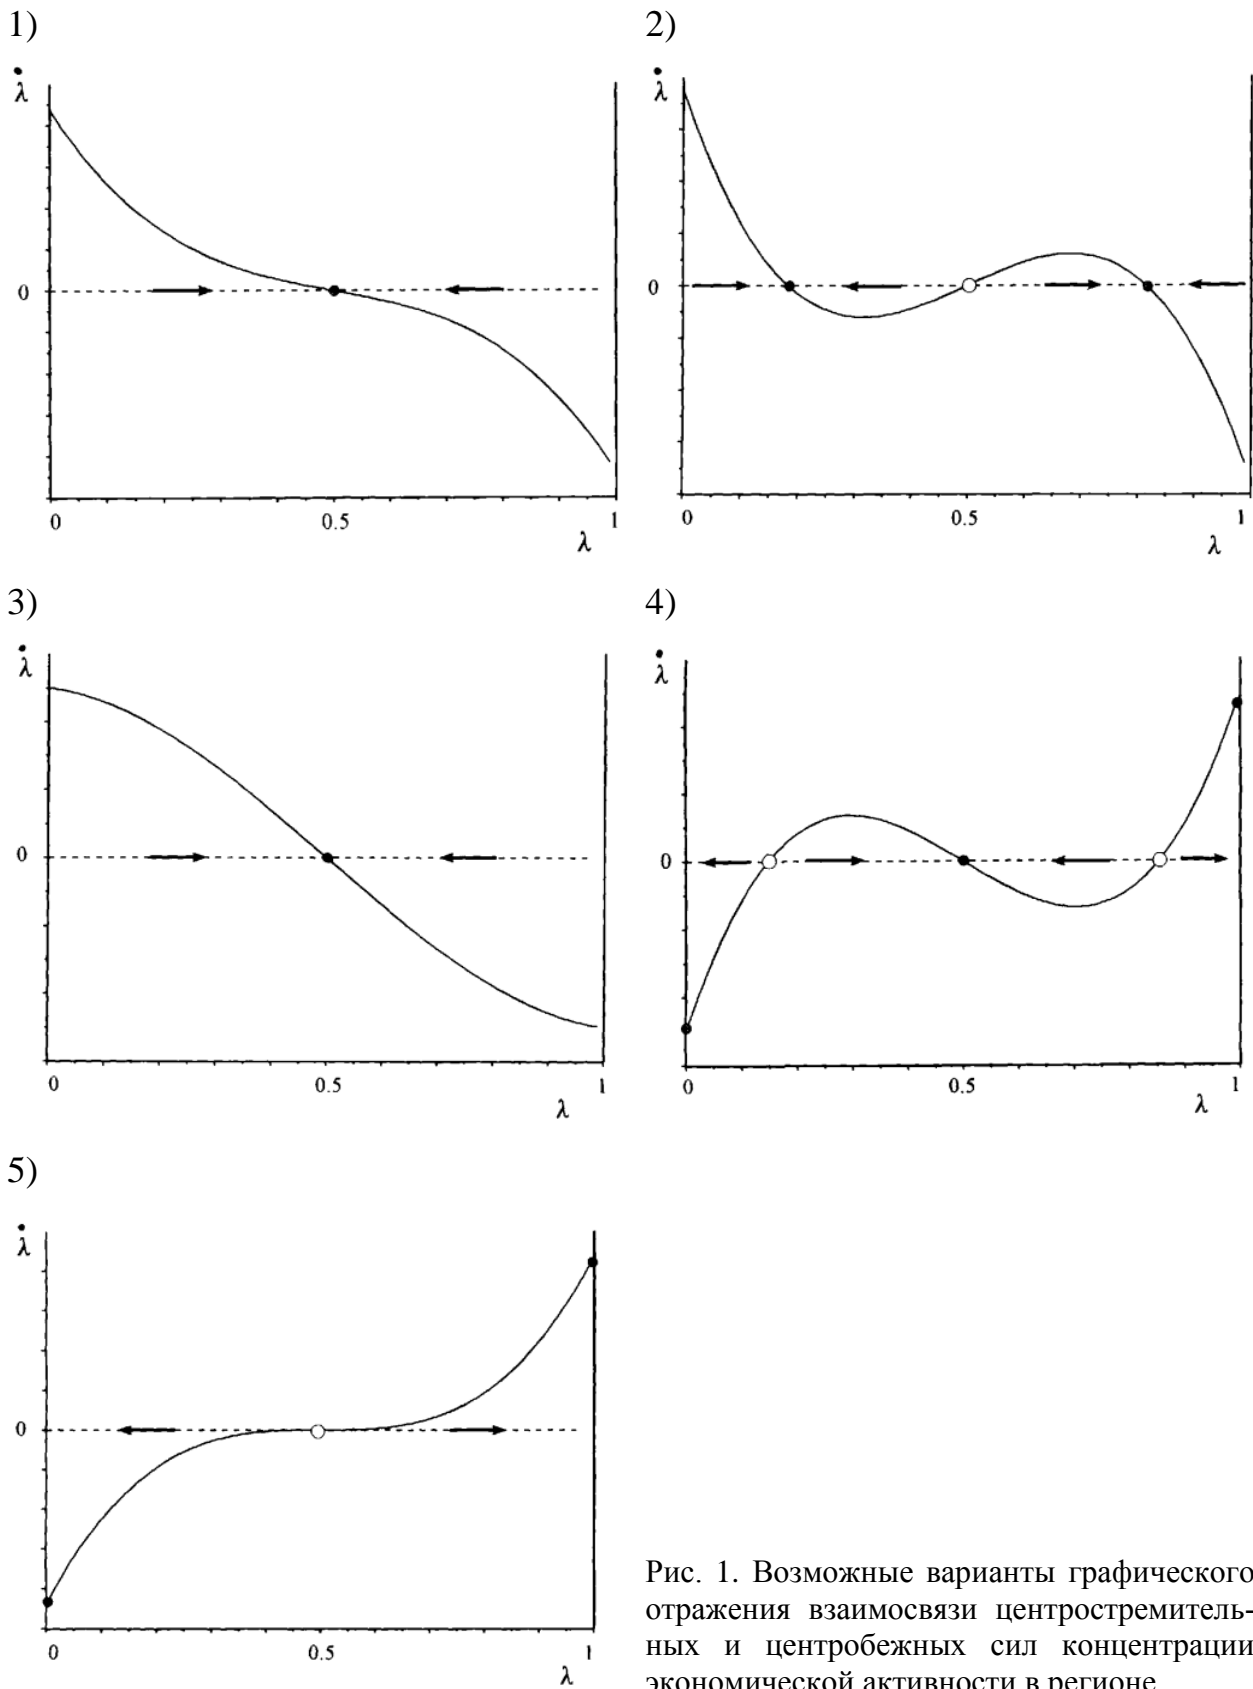 1)
2)
λ̇
0
0
0.5
1
λ
λ̇
0
0
0.5
1
λ
3)
4)
λ̇
0
0
0.5
1
λ
λ̇
0
0
0.5
1
λ
5)
λ̇
0
0
0.5
1
λ
Рис. 1. Возможные варианты графического
отражения взаимосвязи центростремитель-
ных и центробежных сил концентрации
экономической активности в регионе